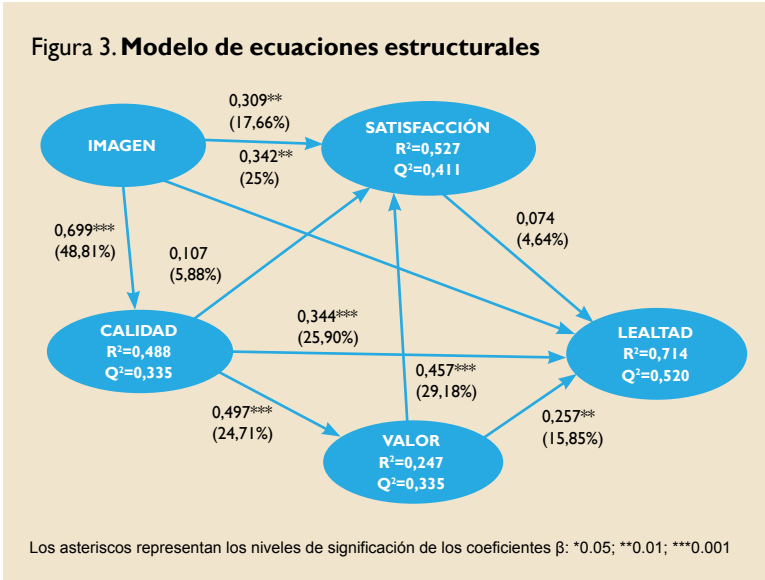 Figura 3. Modelo de ecuaciones estructurales
0,309**
(17,66%)
IMAGEN
SATISFACCIÓN
R²=0,527
Q²=0,411
0,342**
(25%)
0,699***
(48,81%)
0,107
(5,88%)
0,074
(4,64%)
CALIDAD
R²=0,488
Q²=0,335
0,344***
(25,90%)
LEALTAD
R²=0,714
Q²=0,520
0,457***
(29,18%)
0,497***
(24,71%)
0,257**
(15,85%)
VALOR
R²=0,247
Q²=0,335
Los asteriscos representan los niveles de significación de los coeficientes β: *0.05; **0.01; ***0.001